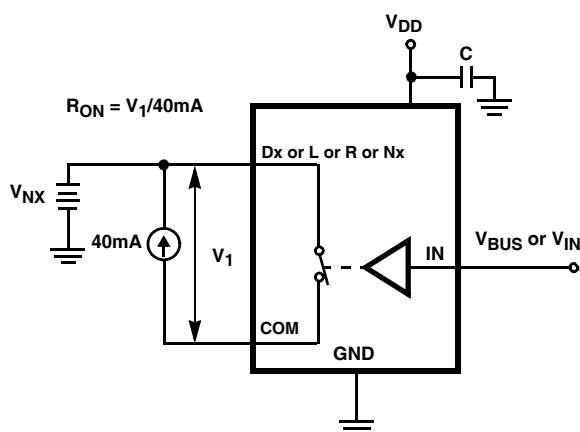 V_DD
C
R_ON = V_1/40mA
Dx or L or R or Nx
V_NX
40mA
V_1
IN
V_BUS or V_IN
COM
GND